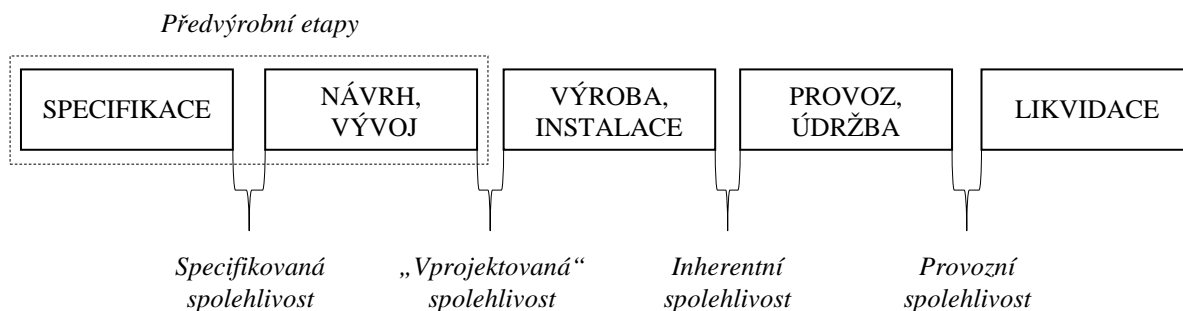 Předvýrobní etapy
SPECIFIKACE
NÁVRH,
VÝVOJ
VÝROBA,
INSTALACE
PROVOZ,
ÚDRŽBA
LIKVIDACE
Specifikovaná
spolehlivost
„Vprojektovaná“
spolehlivost
Inherentní
spolehlivost
Provozní
spolehlivost